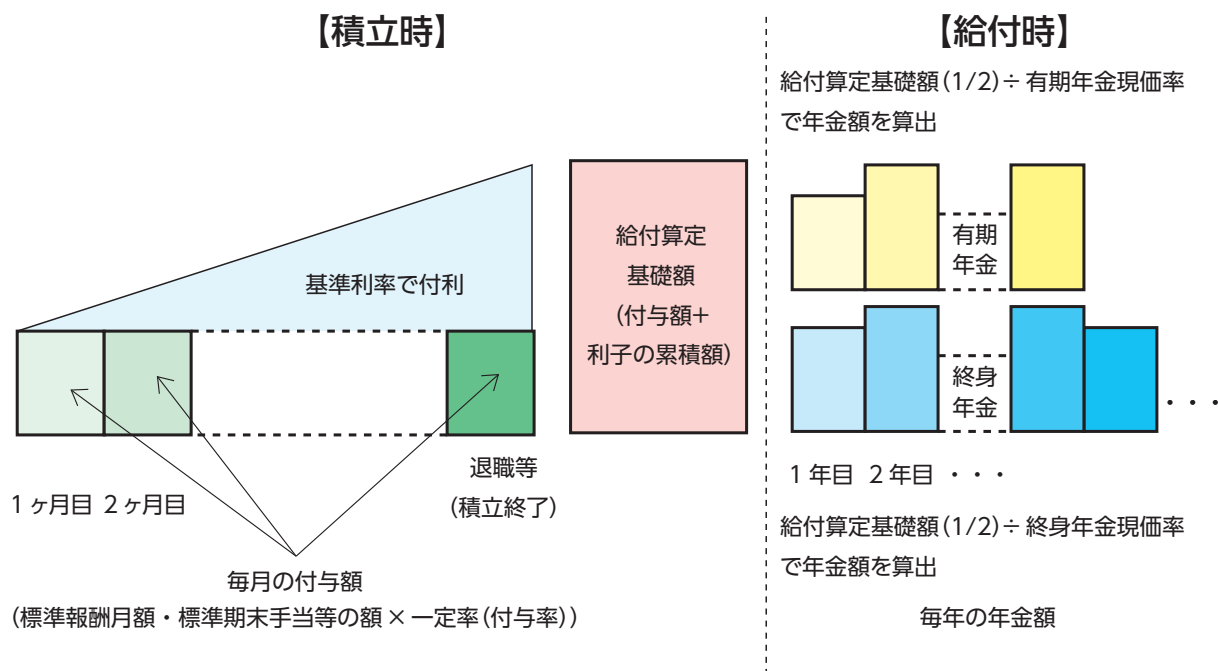 【積立時】
基準利率で付利
給付算定
基礎額
(付与額+
利子の累積額)
1ヶ月目 2ヶ月目
退職等
(積立終了)
毎月の付与額
(標準報酬月額・標準期末手当等の額×一定率(付与率))
【給付時】
給付算定基礎額(1/2)÷有期年金現価率
で年金額を算出
有期
年金
終身
年金
・・・
1年目 2年目 ・・・
給付算定基礎額(1/2)÷終身年金現価率
で年金額を算出
毎年の年金額